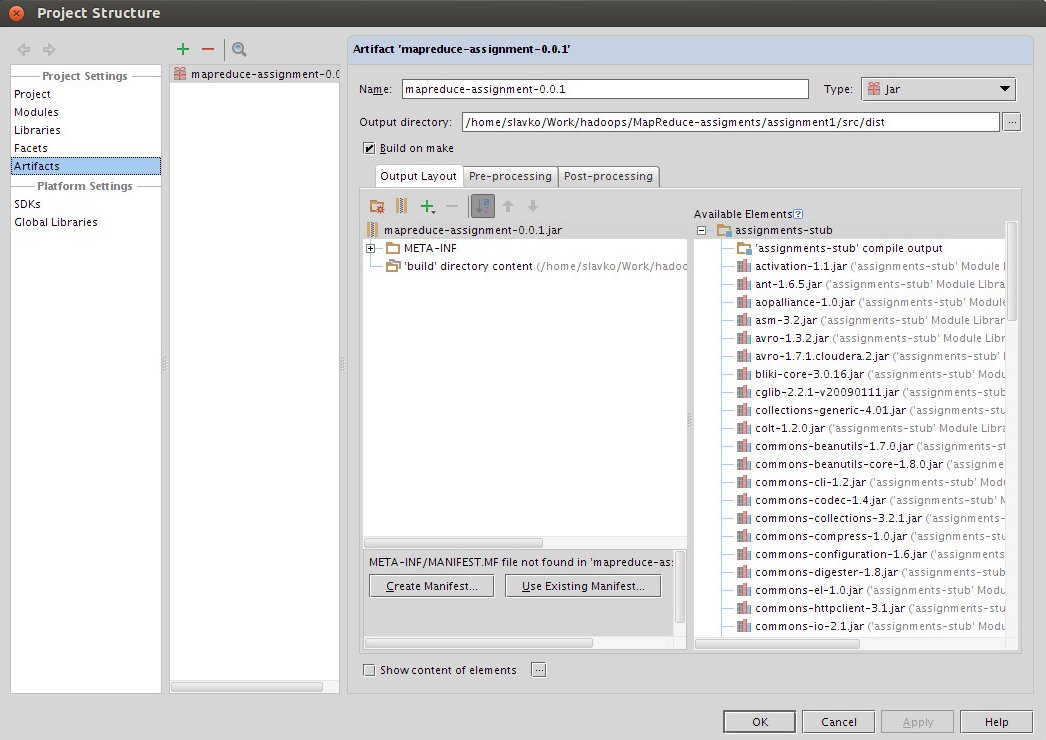 Project Structure
Project Settings
Project
Modules
Libraries
Facets
Artifacts
Platform Settings
SDKs
Global Libraries
mapreduce-assignment-0.0
Artifact 'mapreduce-assignment-0.0.1'
Name: mapreduce-assignment-0.0.1 Type: Jar
Output directory: /home/slavko/Work/hadoops/MapReduce-assigments/assignment1/src/dist ...
Build on make
Output Layout Pre-processing Post-processing
mapreduce-assignment-0.0.1.jar
META-INF
'build' directory content (/home/slavko/Work/hadoo
META-INF/MANIFEST.MF file not found in 'mapreduce-as
Create Manifest... Use Existing Manifest...
Available Elements ?
assignments-stub
'assignments-stub' compile output
activation-1.1.jar ('assignments-stub' Module l
ant-1.6.5.jar ('assignments-stub' Module Libra
aopalliance-1.0.jar ('assignments-stub' Module
asm-3.2.jar ('assignments-stub' Module Librar
avro-1.3.2.jar ('assignments-stub' Module Libr
avro-1.7.1.cloudera.2.jar ('assignments-stub'
bliki-core-3.0.16.jar ('assignments-stub' Modu
cglib-2.2.1-v20090111.jar ('assignments-stub
collections-generic-4.01.jar ('assignments-stu
colt-1.2.0.jar ('assignments-stub' Module Libra
commons-beanutils-1.7.0.jar ('assignments-st
commons-beanutils-core-1.8.0.jar ('assignme
commons-cli-1.2.jar ('assignments-stub' Modu
commons-codec-1.4.jar ('assignments-stub' M
commons-collections-3.2.1.jar ('assignments-
commons-compress-1.0.jar ('assignments-stu
commons-configuration-1.6.jar ('assignments
commons-digester-1.8.jar ('assignments-stub
commons-el-1.0.jar ('assignments-stub' Modu
commons-httpclient-3.1.jar ('assignments-stu
commons-io-2.1.jar ('assignments-stub' Modu
Show content of elements ...
OK Cancel Apply Help